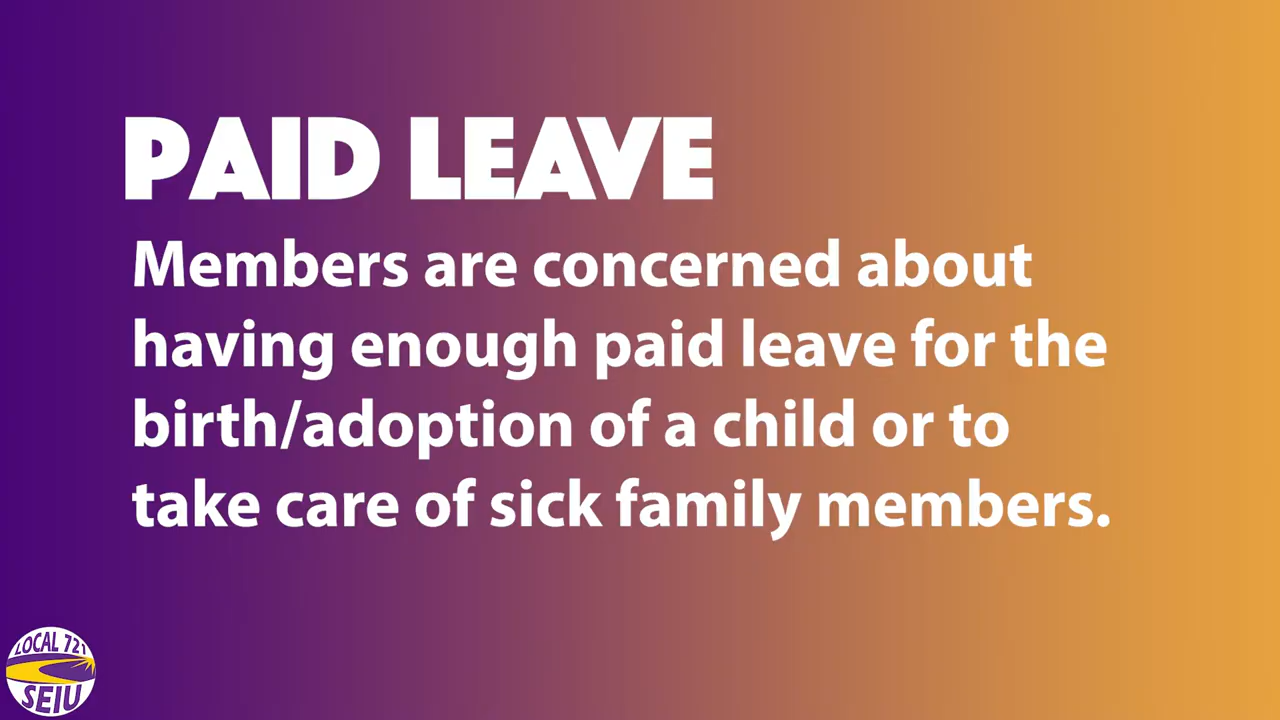 PAID LEAVE
Members are concerned about
having enough paid leave for the
birth/adoption of a child or to
take care of sick family members.
LOCAL 721
SEIU